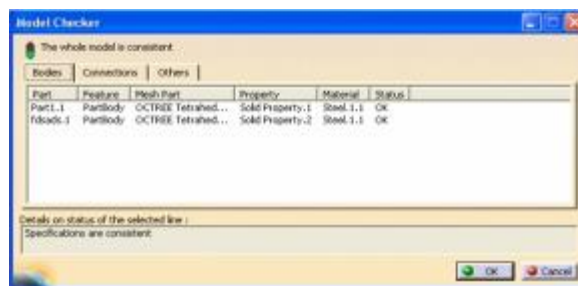 Model Checker
The whole model is consistent
Bodies Connections Others
Part Feature Mesh Part Property Material Status
Part1.1 PartBody OCTREE Tetrahed... Solid Property.1 Steel.1.1 OK
fdsads.1 PartBody OCTREE Tetrahed... Solid Property.2 Steel.1.1 OK
Details on status of the selected line :
Specifications are consistent
OK Cancel